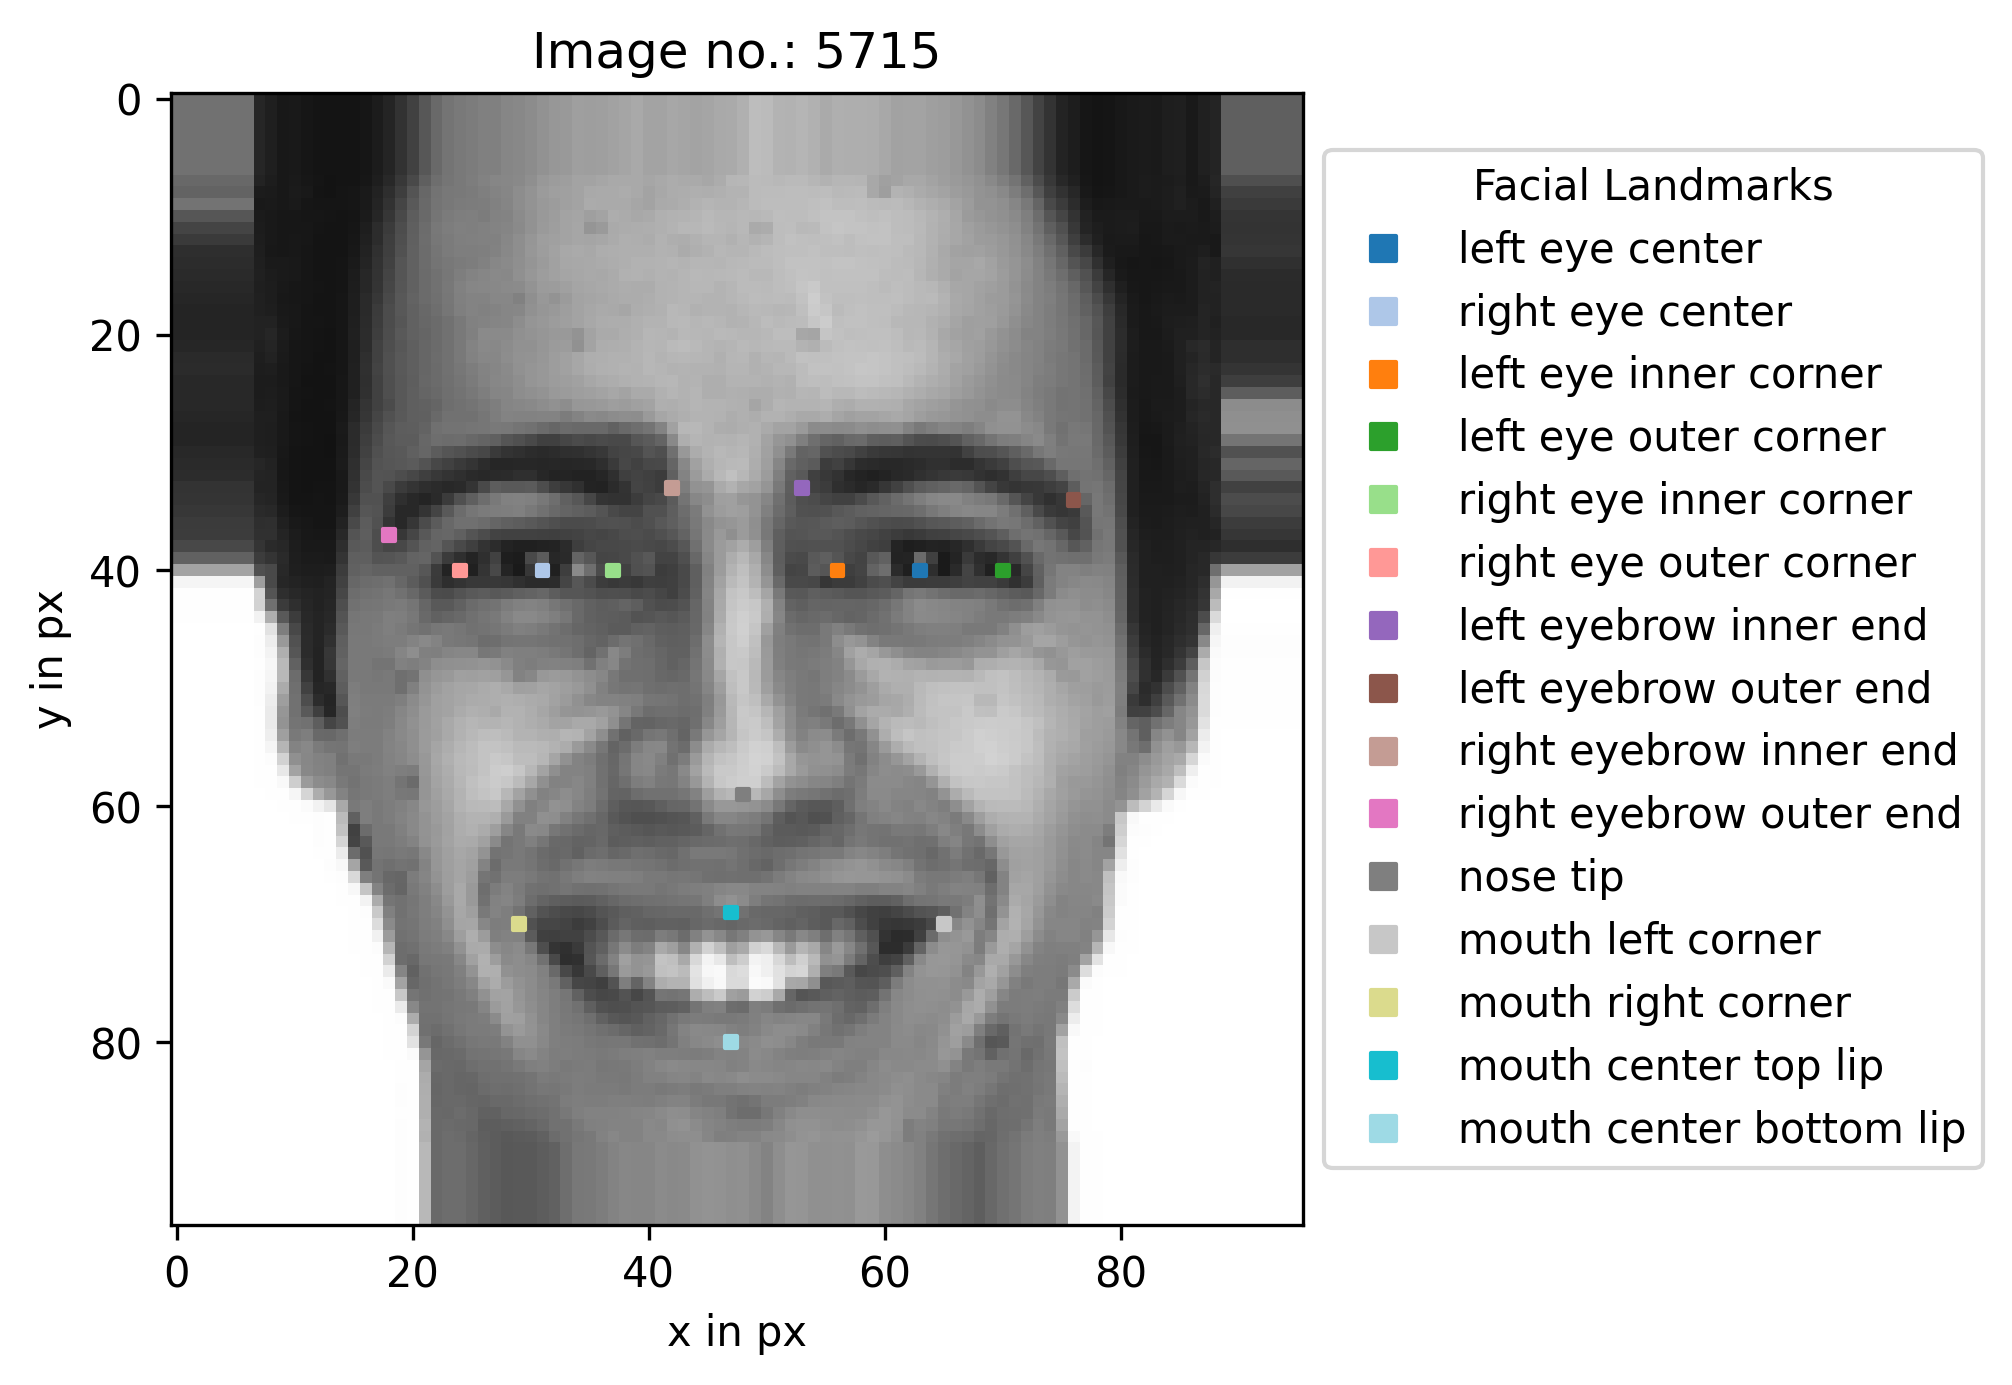 Image no.: 5715
0
20
40
60
80
y in px
0 20 40 60 80
x in px
Facial Landmarks
left eye center
right eye center
left eye inner corner
left eye outer corner
right eye inner corner
right eye outer corner
left eyebrow inner end
left eyebrow outer end
right eyebrow inner end
right eyebrow outer end
nose tip
mouth left corner
mouth right corner
mouth center top lip
mouth center bottom lip